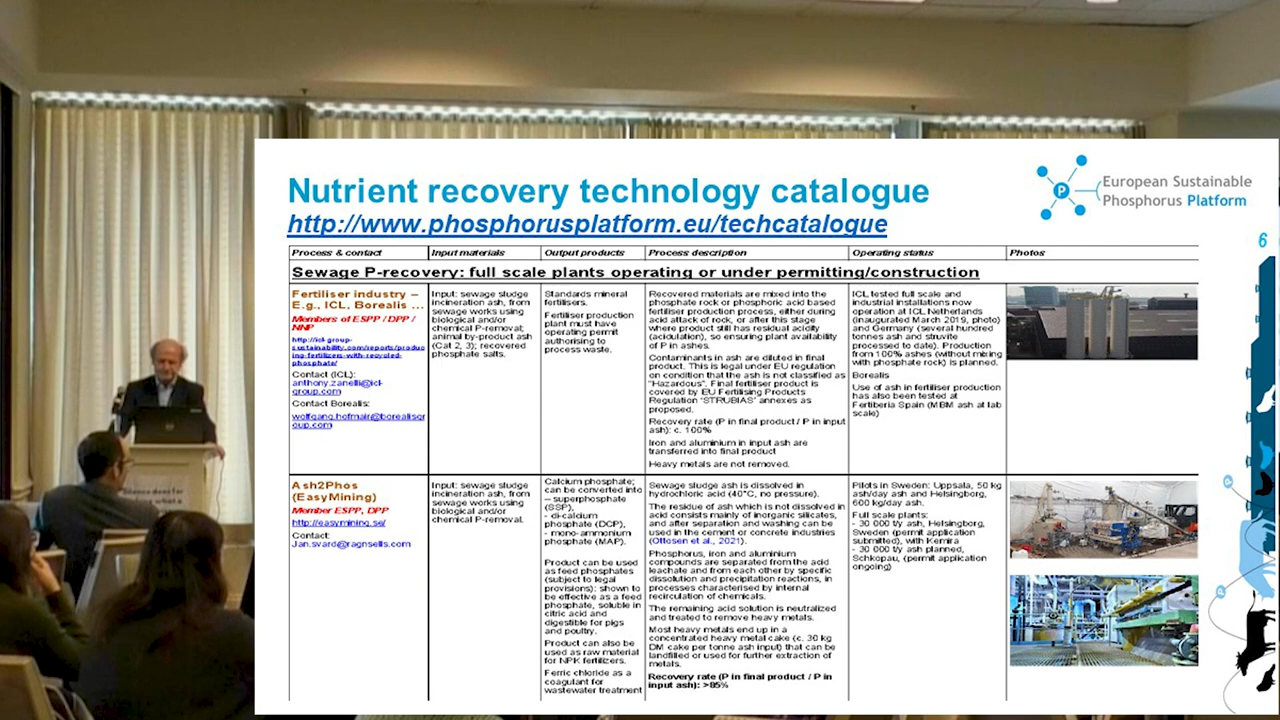 Nutrient recovery technology catalogue
http://www.phosphorusplatform.eu/techcatalogue
P
European Sustainable
Phosphorus Platform
6
Process & contact
Input materials
Output products
Process description
Operating status
Photos
Sewage P-recovery: full scale plants operating or under permitting/construction
Fertiliser industry –
E.g., ICL, Borealis ...
Members of ESPP / DPP /
NNP
http://icl-group-
sustainability.com/reports/produc
ing-fertilizers-with-recycled-
phosphate/
Contact (ICL):
anthony.zanelli@icl-
group.com
Contact Borealis:
wolfgang.hofmair@borealisgr
oup.com
Input: sewage sludge
incineration ash, from
sewage works using
biological and/or
chemical P-removal;
animal by-product ash
(Cat 2, 3); recovered
phosphate salts.
Standards mineral
fertilisers.
Fertiliser production
plant must have
operating permit
authorising to
process waste.
Recovered materials are mixed into the
phosphate rock or phosphoric acid based
fertiliser production process, either during
acid attack of rock, or after this stage
where product still has residual acidity
(acidulation), so ensuring plant availability
of P in ashes.
Contaminants in ash are diluted in final
product. This is legal under EU regulation
on condition that the ash is not classified as
"Hazardous". Final fertiliser product is
covered by EU Fertilising Products
Regulation 'STRUBIAS' annexes as
proposed.
Recovery rate (P in final product / P in input
ash): c. 100%
Iron and aluminium in input ash are
transferred into final product
Heavy metals are not removed.
ICL tested full scale and
industrial installations now
operation at ICL Netherlands
(inaugurated March 2019, photo)
and Germany (several hundred
tonnes ash and struvite
processed to date). Production
from 100% ashes (without mixing
with phosphate rock) is planned.
Borealis
Use of ash in fertiliser production
has also been tested at
Fertiberia Spain (MBM ash at lab
scale)
Ash2Phos
(EasyMining)
Member ESPP, DPP
http://easymining.se/
Contact:
Jan.svard@ragnsells.com
Input: sewage sludge
incineration ash, from
sewage works using
biological and/or
chemical P-removal.
Calcium phosphate;
can be converted into
– superphosphate
(SSP),
- di-calcium
phosphate (DCP),
- mono-ammonium
phosphate (MAP).
Product can be used
as feed phosphates
(subject to legal
provisions): shown to
be effective as a feed
phosphate, soluble in
citric acid and
digestible for pigs
and poultry.
Product can also be
used as raw material
for NPK fertilizers.
Ferric chloride as a
coagulant for
wastewater treatment
Sewage sludge ash is dissolved in
hydrochloric acid (40°C, no pressure).
The residue of ash which is not dissolved in
acid consists mainly of inorganic silicates,
and after separation and washing can be
used in the cement or concrete industries
(Ottosen et al., 2021).
Phosphorus, iron and aluminium
compounds are separated from the acid
leachate and from each other by specific
dissolution and precipitation reactions, in
processes characterised by internal
recirculation of chemicals.
The remaining acid solution is neutralized
and treated to remove heavy metals.
Most heavy metals end up in a
concentrated heavy metal cake (c. 30 kg
DM cake per tonne ash input) that can be
landfilled or used for further extraction of
metals.
Recovery rate (P in final product / P in
input ash): >85%
Pilots in Sweden: Uppsala, 50 kg
ash/day ash and Helsingborg,
600 kg/day ash.
Full scale plants:
- 30 000 t/y ash, Helsingborg,
Sweden (permit application
submitted), with Kemira
- 30 000 t/y ash planned,
Schkopau, (permit application
ongoing)